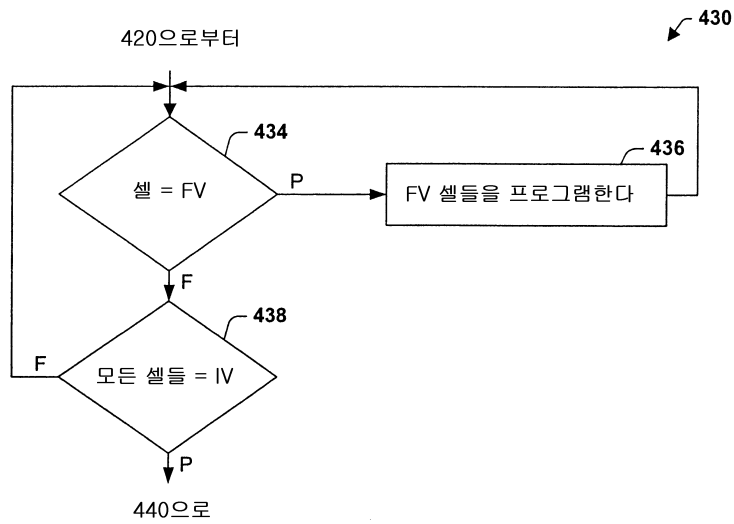 430
420으로부터
434
셀 = FV
P
436
FV 셀들을 프로그램한다
F
438
모든 셀들 = IV
F
P
440으로